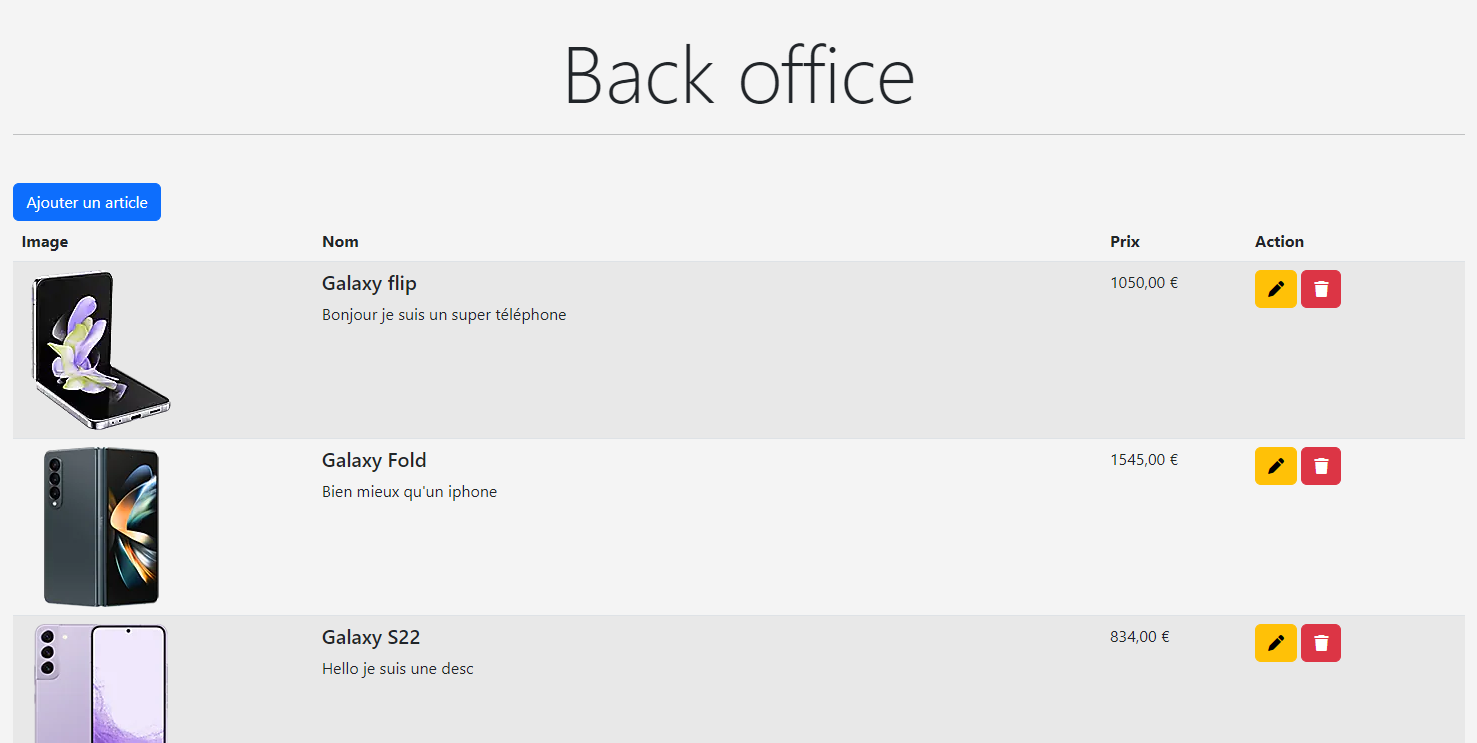 Back office
Ajouter un article
Image Nom Prix Action
Galaxy flip 1050,00 €
Bonjour je suis un super téléphone
Galaxy Fold 1545,00 €
Bien mieux qu'un iphone
Galaxy S22 834,00 €
Hello je suis une desc